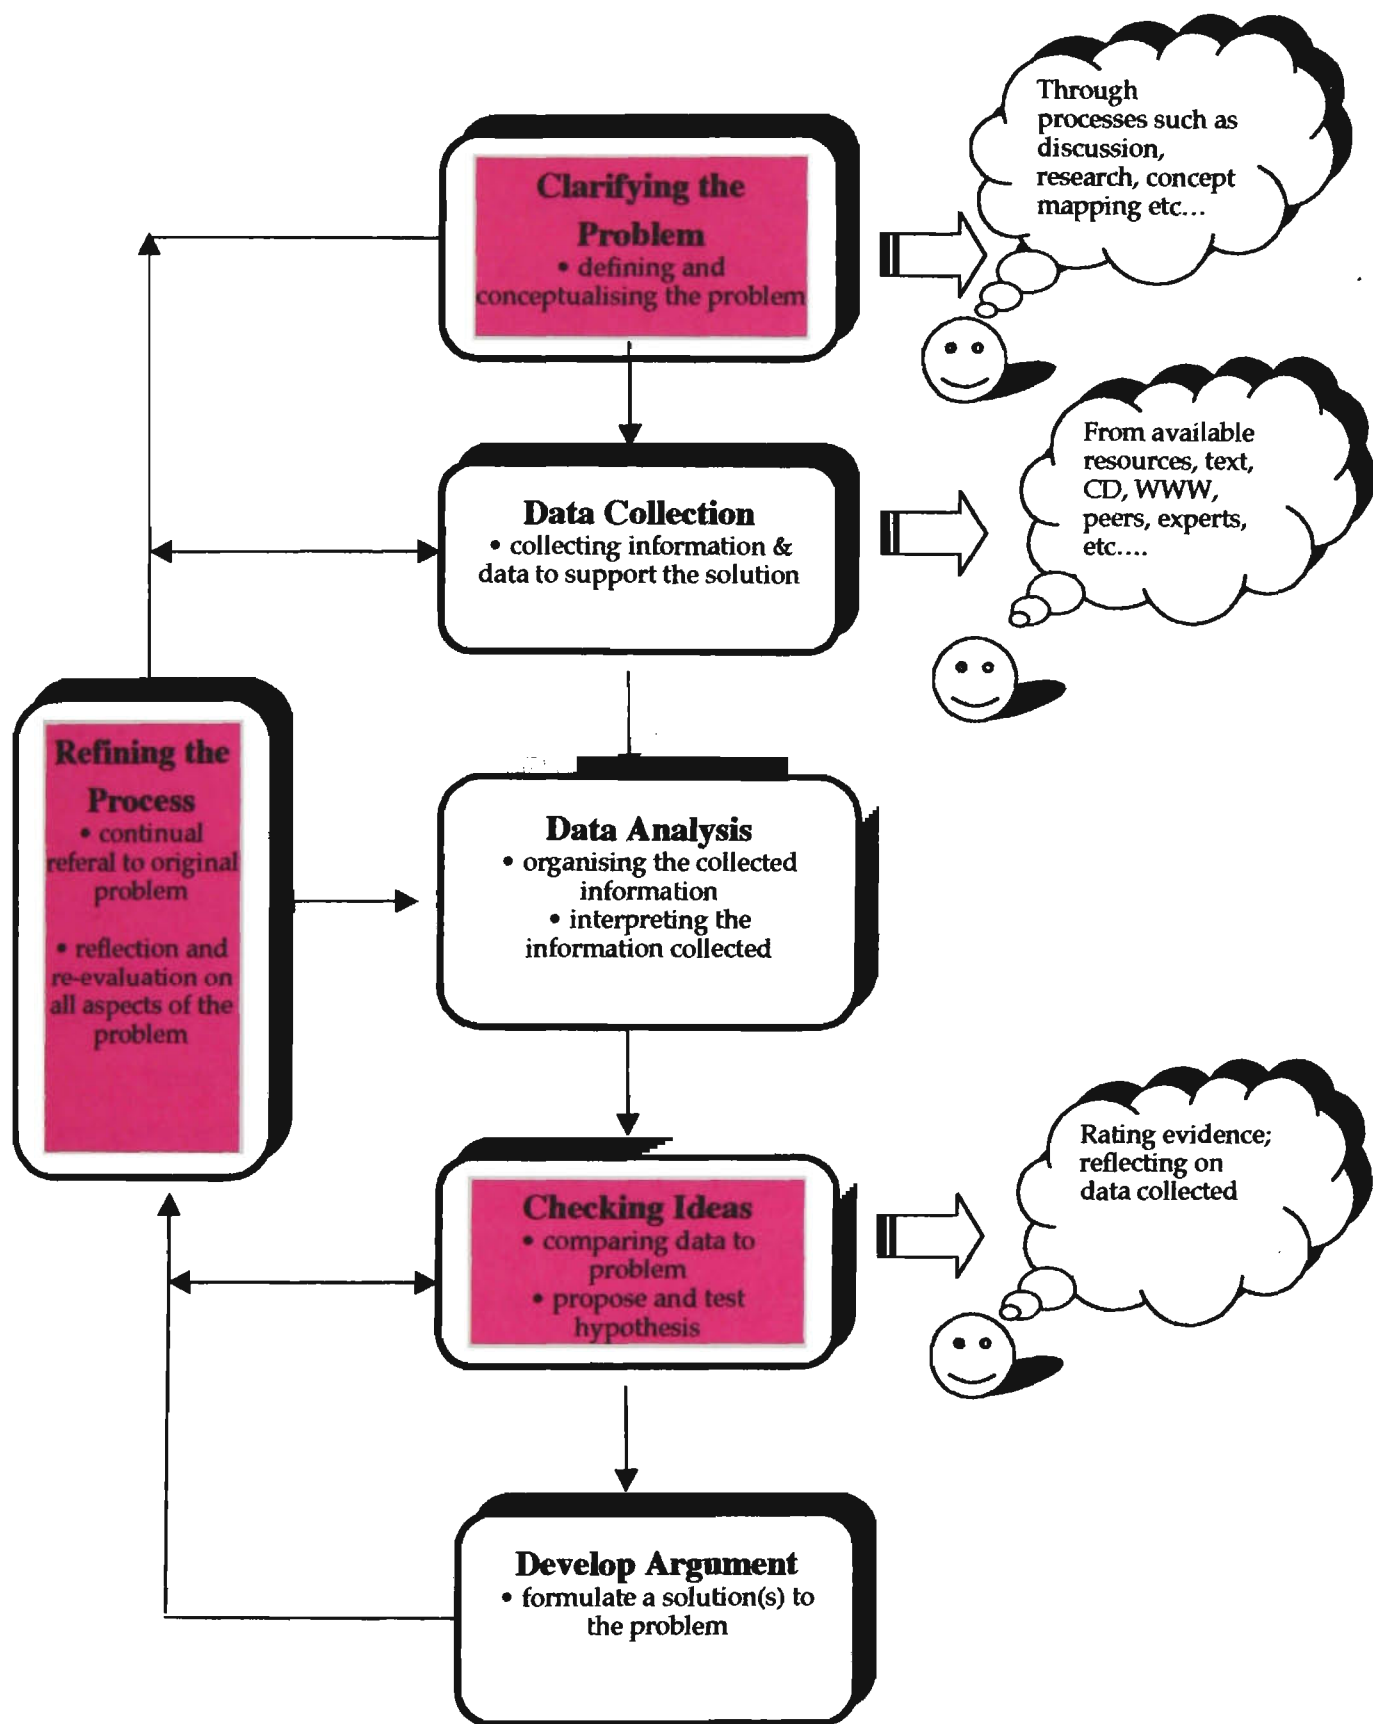 Through
processes such as
discussion,
research, concept
mapping etc...
Clarifying the
Problem
• defining and
conceptualising the problem
From available
resources, text,
CD, WWW,
peers, experts,
etc....
Data Collection
• collecting information &
data to support the solution
Refining the
Process
• continual
referal to original
problem
• reflection and
re-evaluation on
all aspects of the
problem
Data Analysis
• organising the collected
information
• interpreting the
information collected
Rating evidence;
reflecting on
data collected
Checking Ideas
• comparing data to
problem
• propose and test
hypothesis
Develop Argument
• formulate a solution(s) to
the problem